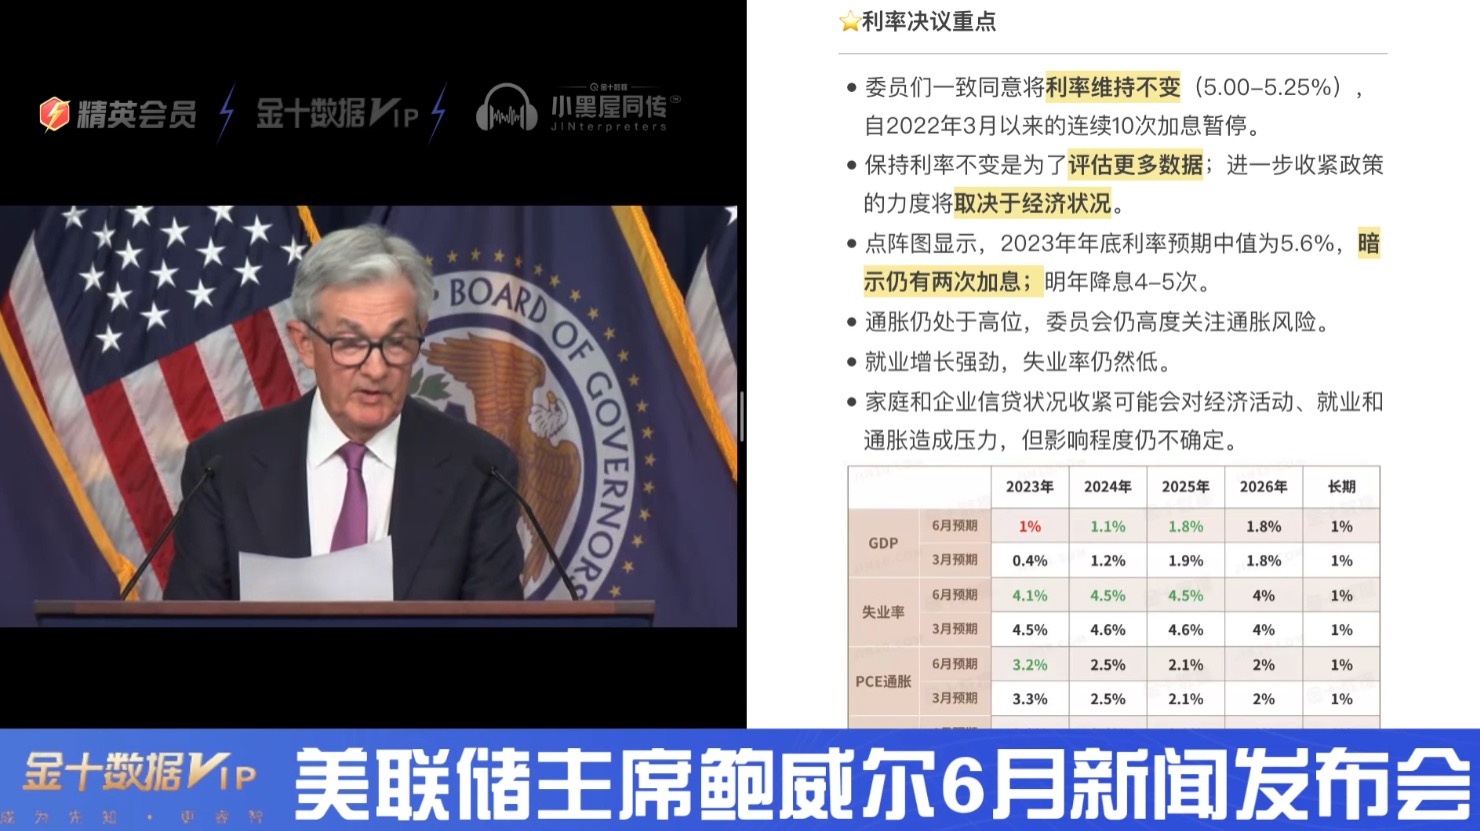 精英会员
金十数据VIP
金十数据
小黑屋同传
JINterpreters
BOARD OF GOVERNORS
⭐利率决议重点
• 委员们一致同意将利率维持不变（5.00-5.25%），
自2022年3月以来的连续10次加息暂停。
• 保持利率不变是为了评估更多数据；进一步收紧政策
的力度将取决于经济状况。
• 点阵图显示，2023年年底利率预期中值为5.6%，暗
示仍有两次加息；明年降息4-5次。
• 通胀仍处于高位，委员会仍高度关注通胀风险。
• 就业增长强劲，失业率仍然低。
• 家庭和企业信贷状况收紧可能会对经济活动、就业和
通胀造成压力，但影响程度仍不确定。
2023年 2024年 2025年 2026年 长期
GDP
6月预期 1% 1.1% 1.8% 1.8% 1%
3月预期 0.4% 1.2% 1.9% 1.8% 1%
失业率
6月预期 4.1% 4.5% 4.5% 4% 1%
3月预期 4.5% 4.6% 4.6% 4% 1%
PCE通胀
6月预期 3.2% 2.5% 2.1% 2% 1%
3月预期 3.3% 2.5% 2.1% 2% 1%
金十数据VIP
成为先知·更睿智
美联储主席鲍威尔6月新闻发布会